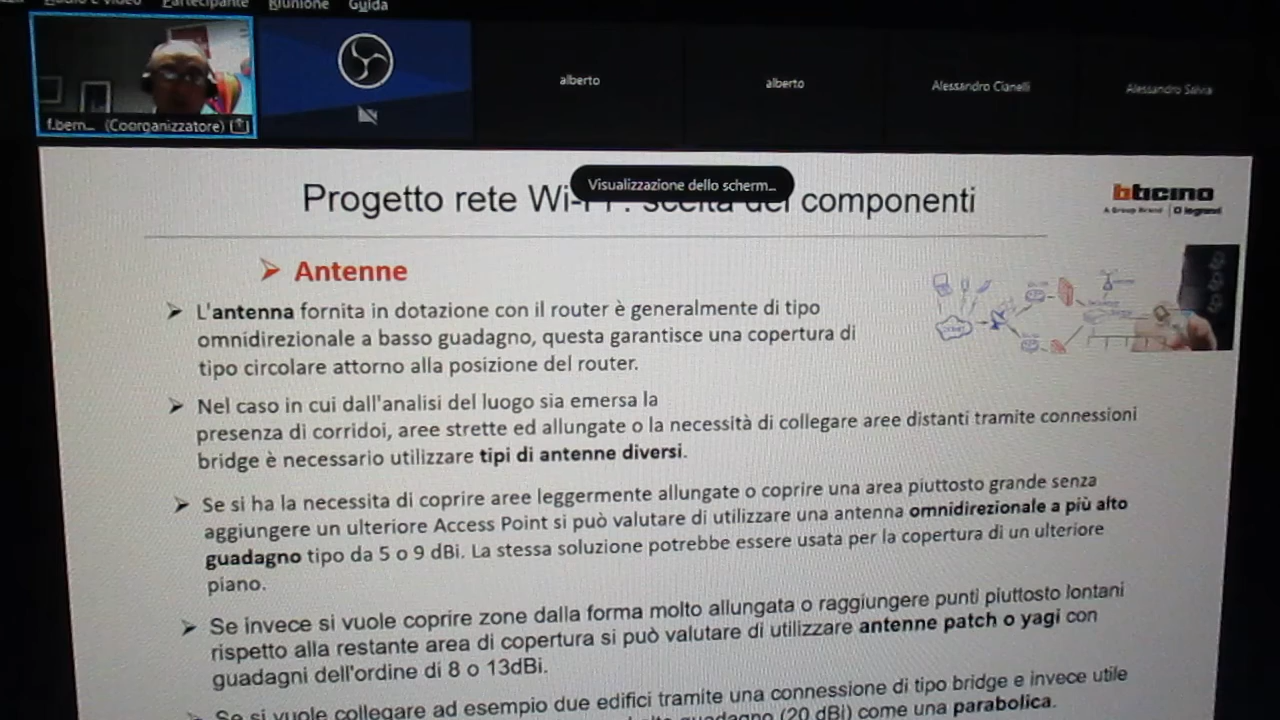 Audio e video Partecipante Riunione Guida
f.bern... (Coorganizzatore)
alberto
alberto
Alessandro Cianelli
Alessandro Salvia
Visualizzazione dello scherm...
Progetto rete Wi-Fi : scelta dei componenti
bticino
A Group Brand | legrand
Antenne
L'antenna fornita in dotazione con il router è generalmente di tipo
omnidirezionale a basso guadagno, questa garantisce una copertura di
tipo circolare attorno alla posizione del router.
Nel caso in cui dall'analisi del luogo sia emersa la
presenza di corridoi, aree strette ed allungate o la necessità di collegare aree distanti tramite connessioni
bridge è necessario utilizzare tipi di antenne diversi.
Se si ha la necessita di coprire aree leggermente allungate o coprire una area piuttosto grande senza
aggiungere un ulteriore Access Point si può valutare di utilizzare una antenna omnidirezionale a più alto
guadagno tipo da 5 o 9 dBi. La stessa soluzione potrebbe essere usata per la copertura di un ulteriore
piano.
Se invece si vuole coprire zone dalla forma molto allungata o raggiungere punti piuttosto lontani
rispetto alla restante area di copertura si può valutare di utilizzare antenne patch o yagi con
guadagni dell'ordine di 8 o 13dBi.
Se si vuole collegare ad esempio due edifici tramite una connessione di tipo bridge e invece utile
guadagno (20 dBi) come una parabolica.